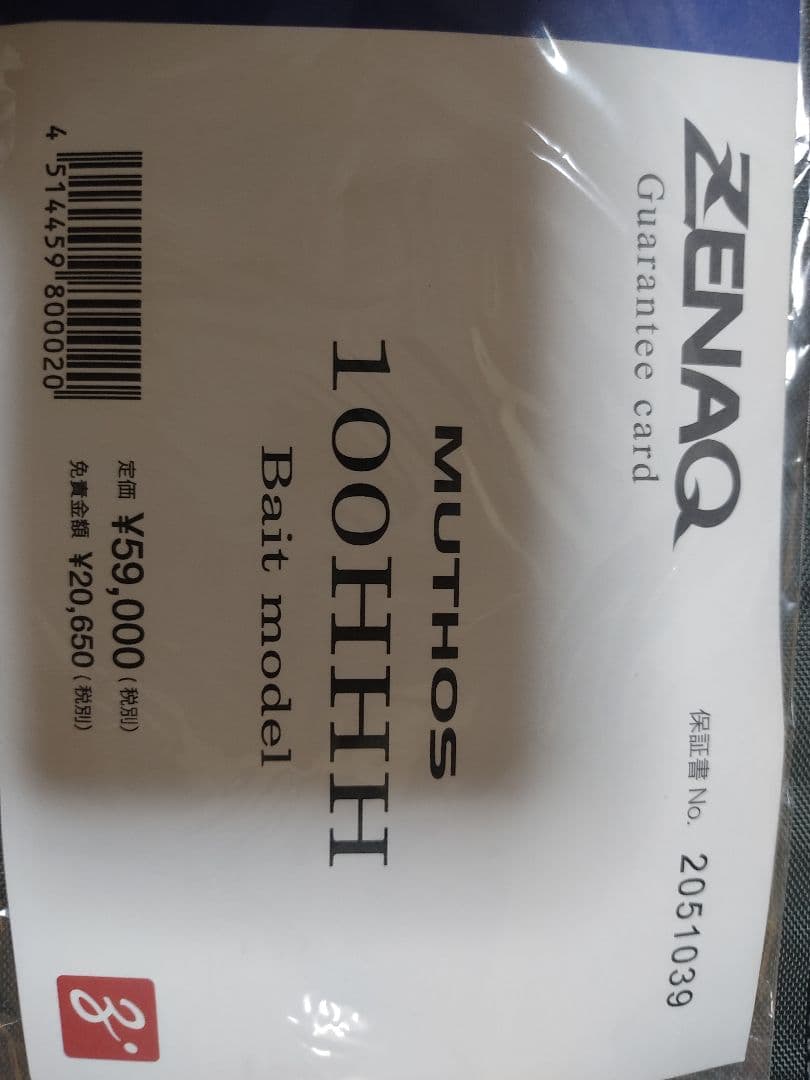 ZENAQ
Guarantee card
保証書 No. 2051039
MUTHOS
100HHH
Bait model
定価 ¥59,000(税別)
免責金額 ¥20,650(税別)
4 514459 800020